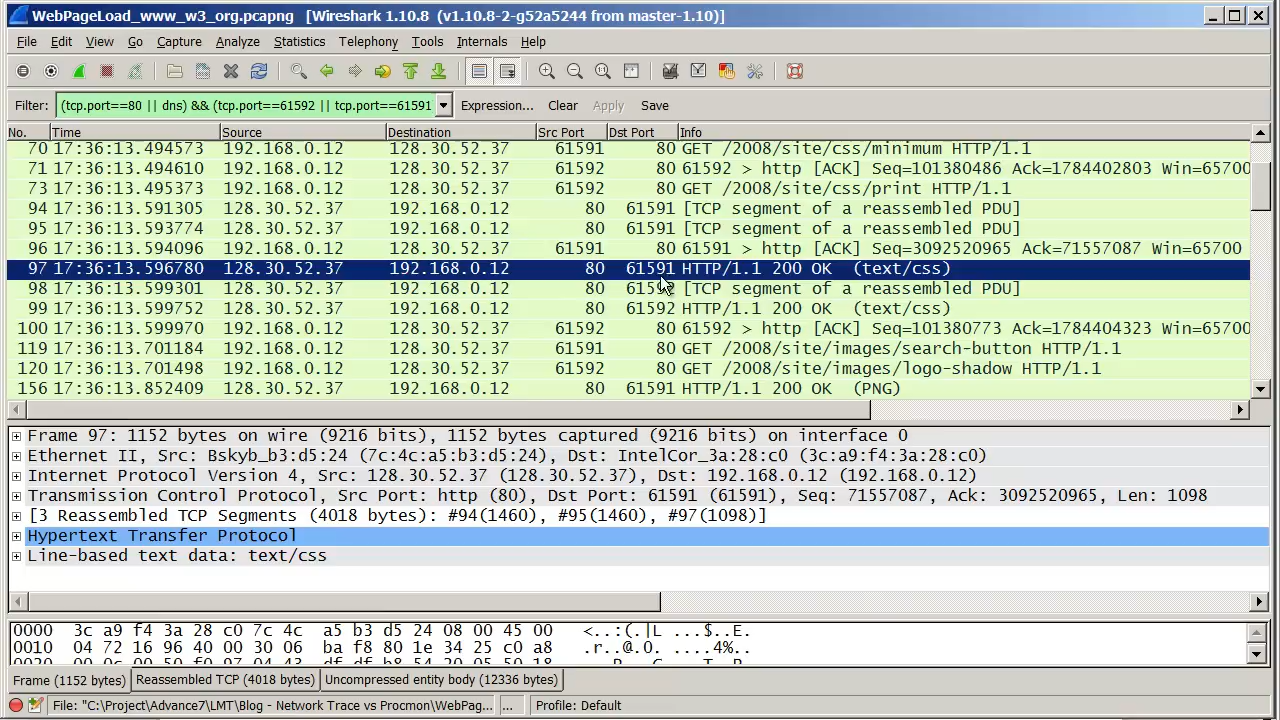 WebPageLoad_www_w3_org.pcapng [Wireshark 1.10.8 (v1.10.8-2-g52a5244 from master-1.10)]
File Edit View Go Capture Analyze Statistics Telephony Tools Internals Help
Filter: (tcp.port==80 || dns) && (tcp.port==61592 || tcp.port==61591 Expression... Clear Apply Save
No. Time Source Destination Src Port Dst Port Info
70 17:36:13.494573 192.168.0.12 128.30.52.37 61591 80 GET /2008/site/css/minimum HTTP/1.1
71 17:36:13.494610 192.168.0.12 128.30.52.37 61592 80 61592 > http [ACK] Seq=101380486 Ack=1784402803 Win=65700
73 17:36:13.495373 192.168.0.12 128.30.52.37 61592 80 GET /2008/site/css/print HTTP/1.1
94 17:36:13.591305 128.30.52.37 192.168.0.12 80 61591 [TCP segment of a reassembled PDU]
95 17:36:13.593774 128.30.52.37 192.168.0.12 80 61591 [TCP segment of a reassembled PDU]
96 17:36:13.594096 192.168.0.12 128.30.52.37 61591 80 61591 > http [ACK] Seq=3092520965 Ack=71557087 Win=65700
97 17:36:13.596780 128.30.52.37 192.168.0.12 80 61591 HTTP/1.1 200 OK (text/css)
98 17:36:13.599301 128.30.52.37 192.168.0.12 80 61592 [TCP segment of a reassembled PDU]
99 17:36:13.599752 128.30.52.37 192.168.0.12 80 61592 HTTP/1.1 200 OK (text/css)
100 17:36:13.599970 192.168.0.12 128.30.52.37 61592 80 61592 > http [ACK] Seq=101380773 Ack=1784404323 Win=65700
119 17:36:13.701184 192.168.0.12 128.30.52.37 61591 80 GET /2008/site/images/search-button HTTP/1.1
120 17:36:13.701498 192.168.0.12 128.30.52.37 61592 80 GET /2008/site/images/logo-shadow HTTP/1.1
156 17:36:13.852409 128.30.52.37 192.168.0.12 80 61591 HTTP/1.1 200 OK (PNG)
Frame 97: 1152 bytes on wire (9216 bits), 1152 bytes captured (9216 bits) on interface 0
Ethernet II, Src: Bskyb_b3:d5:24 (7c:4c:a5:b3:d5:24), Dst: IntelCor_3a:28:c0 (3c:a9:f4:3a:28:c0)
Internet Protocol Version 4, Src: 128.30.52.37 (128.30.52.37), Dst: 192.168.0.12 (192.168.0.12)
Transmission Control Protocol, Src Port: http (80), Dst Port: 61591 (61591), Seq: 71557087, Ack: 3092520965, Len: 1098
[3 Reassembled TCP Segments (4018 bytes): #94(1460), #95(1460), #97(1098)]
Hypertext Transfer Protocol
Line-based text data: text/css
0000 3c a9 f4 3a 28 c0 7c 4c a5 b3 d5 24 08 00 45 00 <..:(.|L ...$..E.
0010 04 72 16 96 40 00 30 06 ba f8 80 1e 34 25 c0 a8 .r..@.0. ....4%..
Frame (1152 bytes) Reassembled TCP (4018 bytes) Uncompressed entity body (12336 bytes)
File: "C:\Project\Advance7\LMT\Blog - Network Trace vs Procmon\WebPag... ... Profile: Default